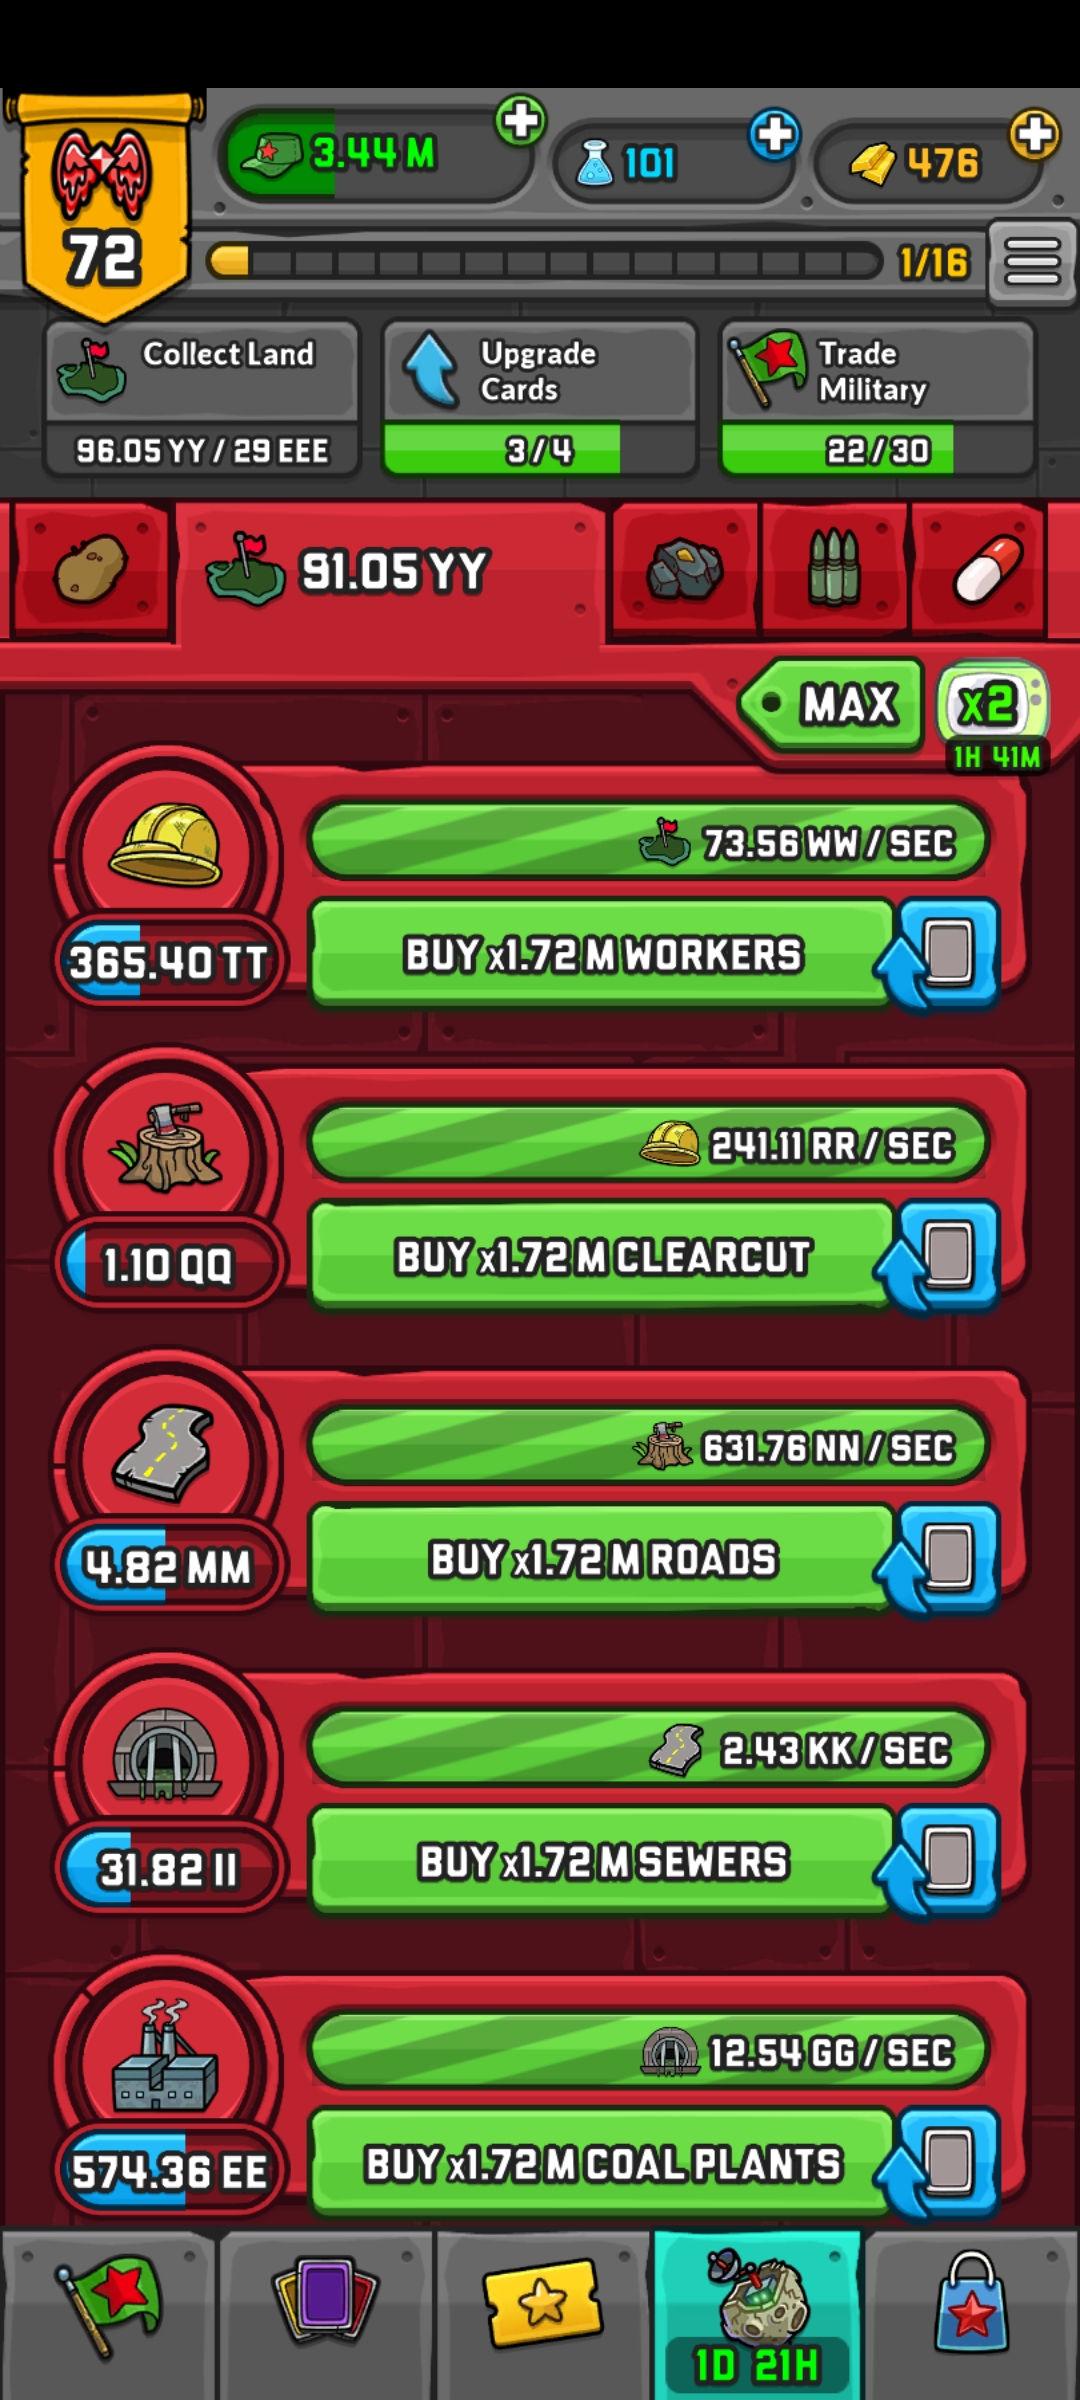 3.44 M
101
476
72
1/16
Collect Land
96.05 YY / 29 EEE
Upgrade
Cards
3/4
Trade
Military
22/30
91.05 YY
MAX
x2
1H 41M
73.56 WW / SEC
365.40 TT
BUY x1.72 M WORKERS
241.11 RR / SEC
1.10 QQ
BUY x1.72 M CLEARCUT
631.76 NN / SEC
4.82 MM
BUY x1.72 M ROADS
2.43 KK / SEC
31.82 II
BUY x1.72 M SEWERS
12.54 GG / SEC
574.36 EE
BUY x1.72 M COAL PLANTS
1D 21H